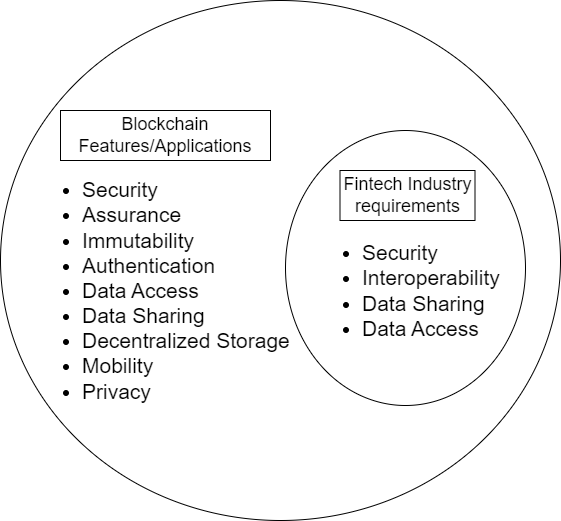 Blockchain
Features/Applications
• Security
• Assurance
• Immutability
• Authentication
• Data Access
• Data Sharing
• Decentralized Storage
• Mobility
• Privacy
Fintech Industry
requirements
• Security
• Interoperability
• Data Sharing
• Data Access